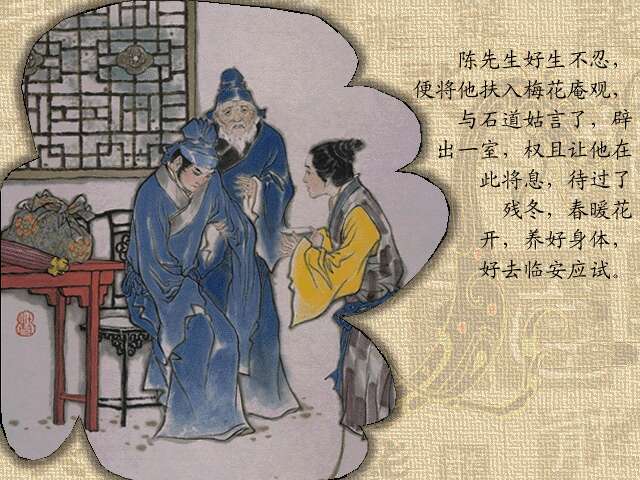 陈先生好生不忍，
便将他扶入梅花庵观，
与石道姑言了，辟
出一室，权且让他在
此将息，待过了
残冬，春暖花
开，养好身体，
好去临安应试。